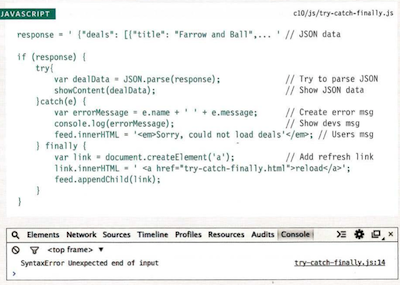 JAVASCRIPT c10/js/try-catch-finally.js
response = ' {"deals": [{"title": "Farrow and Ball",... ' // JSON data
if (response) {
try{
var dealData = JSON.parse(response); // Try to parse JSON
showContent(dealData); // Show JSON data
}catch(e) {
var errorMessage = e.name + ' ' + e.message; // Create error msg
console.log(errorMessage); // Show devs msg
feed.innerHTML = '<em>Sorry, could not load deals'</em>; // Users msg
} finally {
var link = document.createElement('a'); // Add refresh link
link.innerHTML = ' <a href="try-catch-finally.html">reload</a>';
feed.appendChild(link);
}
}
Elements Network Sources Timeline Profiles Resources Audits Console
<top frame> ▼
SyntaxError Unexpected end of input try-catch-finally.js:14